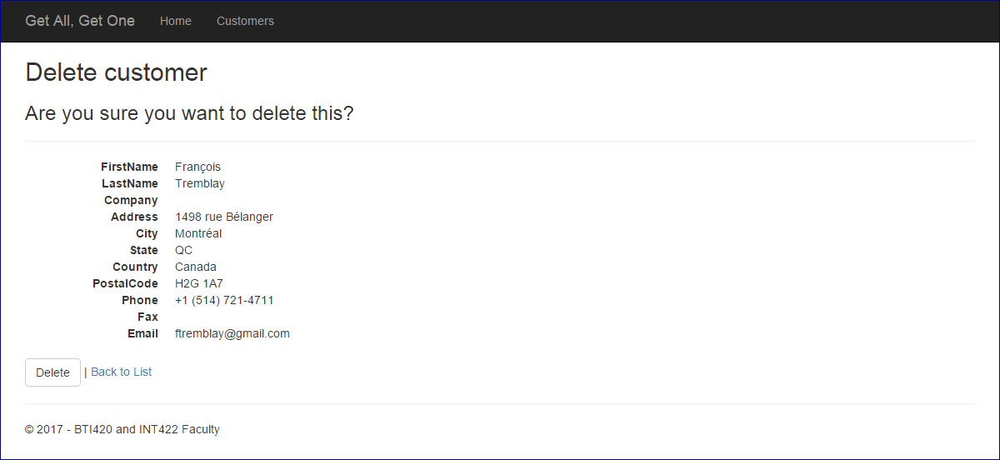 Get All, Get One Home Customers
Delete customer
Are you sure you want to delete this?
FirstName François
LastName Tremblay
Company
Address 1498 rue Bélanger
City Montréal
State QC
Country Canada
PostalCode H2G 1A7
Phone +1 (514) 721-4711
Fax
Email ftremblay@gmail.com
Delete | Back to List
© 2017 - BTI420 and INT422 Faculty